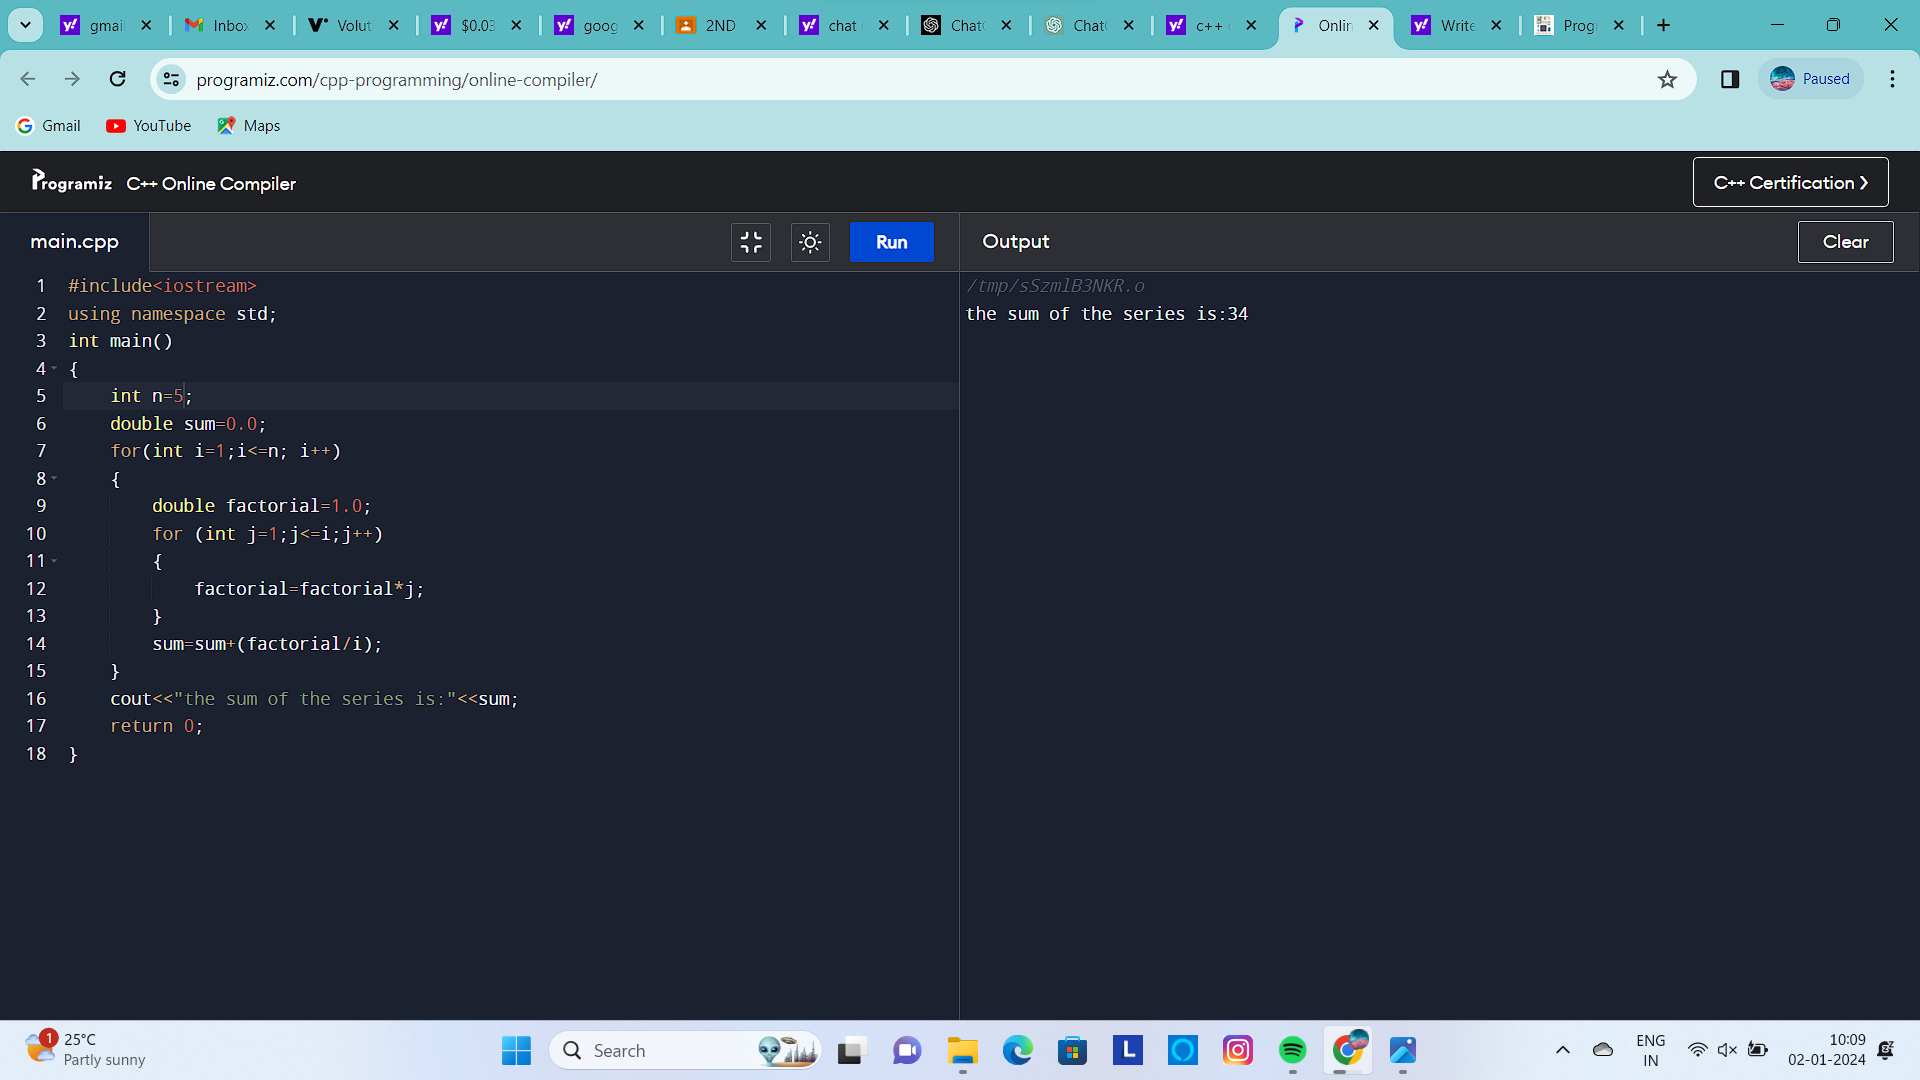 gmai
Inbox
Volut
$0.03
goog
2ND
chat
Chat
Chat
c++
Onlin
Write
Prog
programiz.com/cpp-programming/online-compiler/
Paused
Gmail
YouTube
Maps
Programiz C++ Online Compiler
C++ Certification
main.cpp
Run
Output
Clear
1 #include<iostream>
2 using namespace std;
3 int main()
4 {
5 int n=5;
6 double sum=0.0;
7 for(int i=1;i<=n; i++)
8 {
9 double factorial=1.0;
10 for (int j=1;j<=i;j++)
11 {
12 factorial=factorial*j;
13 }
14 sum=sum+(factorial/i);
15 }
16 cout<<"the sum of the series is:"<<sum;
17 return 0;
18 }
/tmp/sSzmlB3NKR.o
the sum of the series is:34
1
25°C
Partly sunny
Search
L
ENG
IN
10:09
02-01-2024